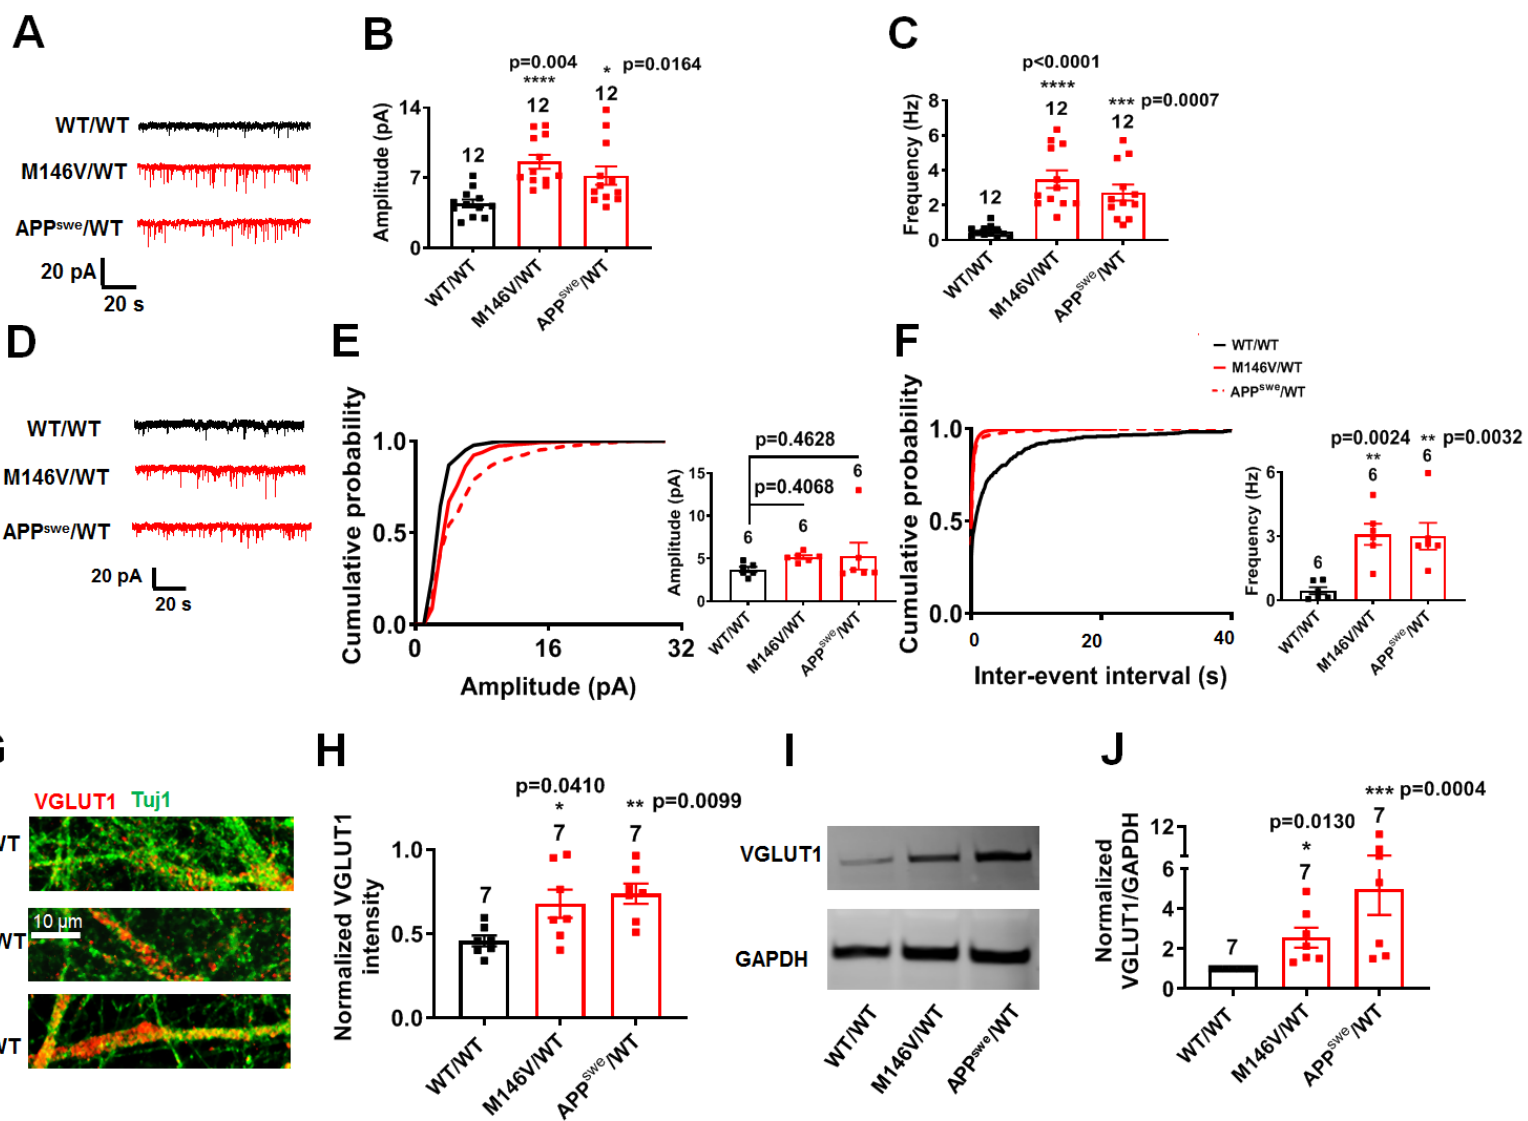 A
WT/WT
M146V/WT
APPswe/WT
20 pA
20 s
B
p=0.004
****
12
* p=0.0164
12
12
Amplitude (pA)
14
7
0
WT/WT
M146V/WT
APPswe/WT
C
p<0.0001
****
12
*** p=0.0007
12
12
Frequency (Hz)
8
6
4
2
0
WT/WT
M146V/WT
APPswe/WT
D
WT/WT
M146V/WT
APPswe/WT
20 pA
20 s
E
Cumulative probability
1.0
0.5
0.0
0
16
32
Amplitude (pA)
p=0.4628
p=0.4068
6
6
6
Amplitude (pA)
15
10
5
0
WT/WT
M146V/WT
APPswe/WT
F
WT/WT
M146V/WT
APPswe/WT
Cumulative probability
1.0
0.5
0.0
0
20
40
Inter-event interval (s)
p=0.0024
**
6
** p=0.0032
6
6
Frequency (Hz)
6
3
0
WT/WT
M146V/WT
APPswe/WT
VGLUT1 Tuj1
WT
10 μm
WT
WT
H
p=0.0410
*
7
** p=0.0099
7
7
Normalized VGLUT1
intensity
1.0
0.5
0.0
WT/WT
M146V/WT
APPswe/WT
I
VGLUT1
GAPDH
WT/WT
M146V/WT
APPswe/WT
J
*** p=0.0004
7
p=0.0130
*
7
7
Normalized
VGLUT1/GAPDH
12
6
4
2
0
WT/WT
M146V/WT
APPswe/WT